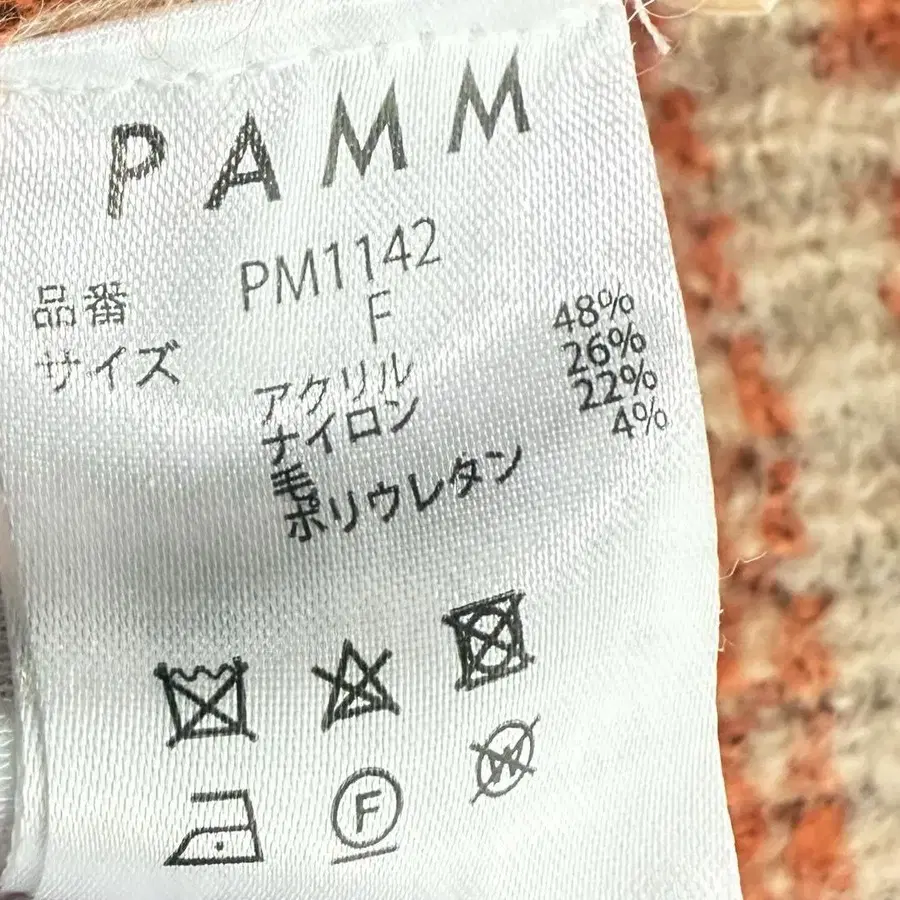 PAMM
品番 PM1142
サイズ F
アクリル 48%
ナイロン 26%
毛 22%
ポリウレタン 4%
F
W